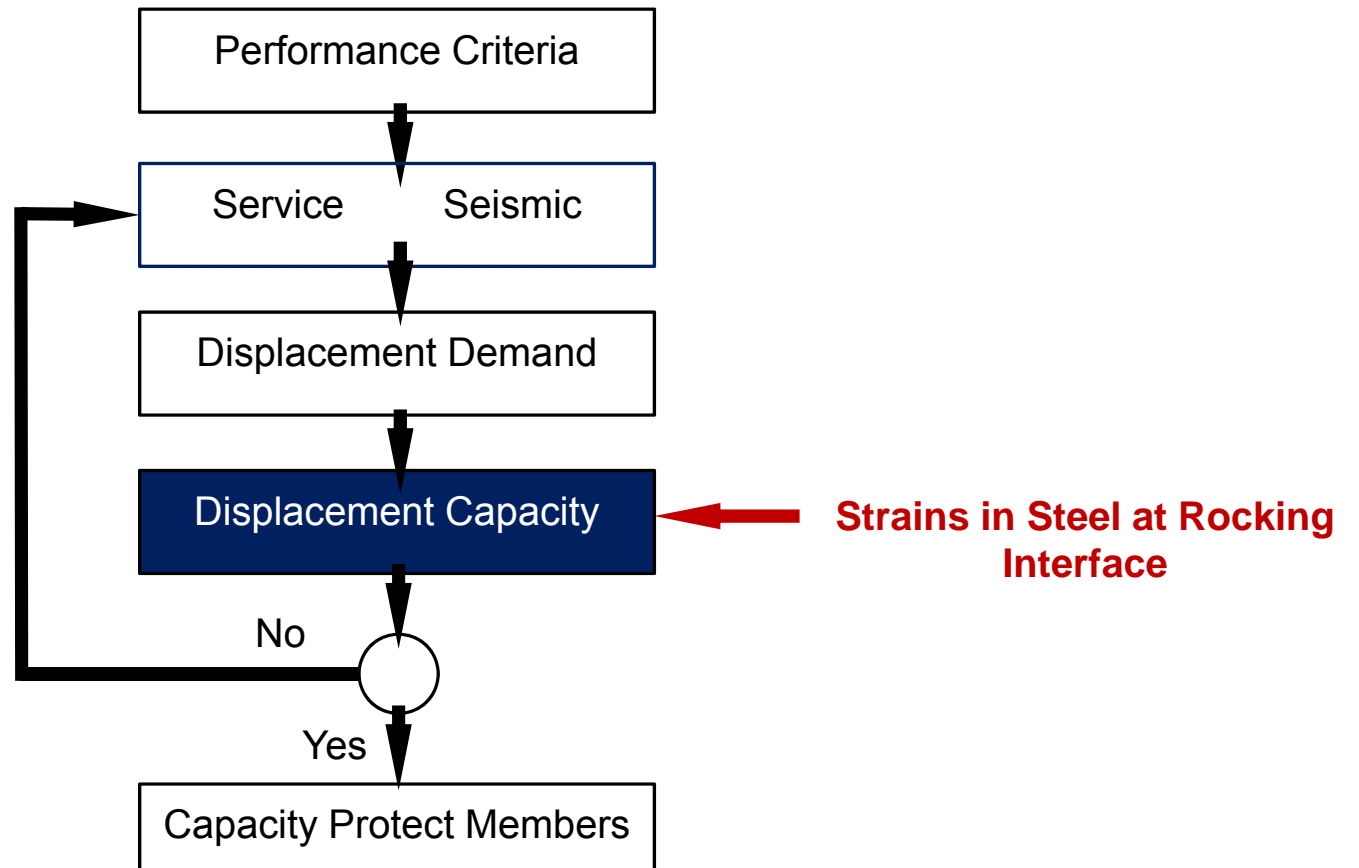 Performance Criteria
Service Seismic
Displacement Demand
Displacement Capacity
Strains in Steel at Rocking
Interface
No
Yes
Capacity Protect Members